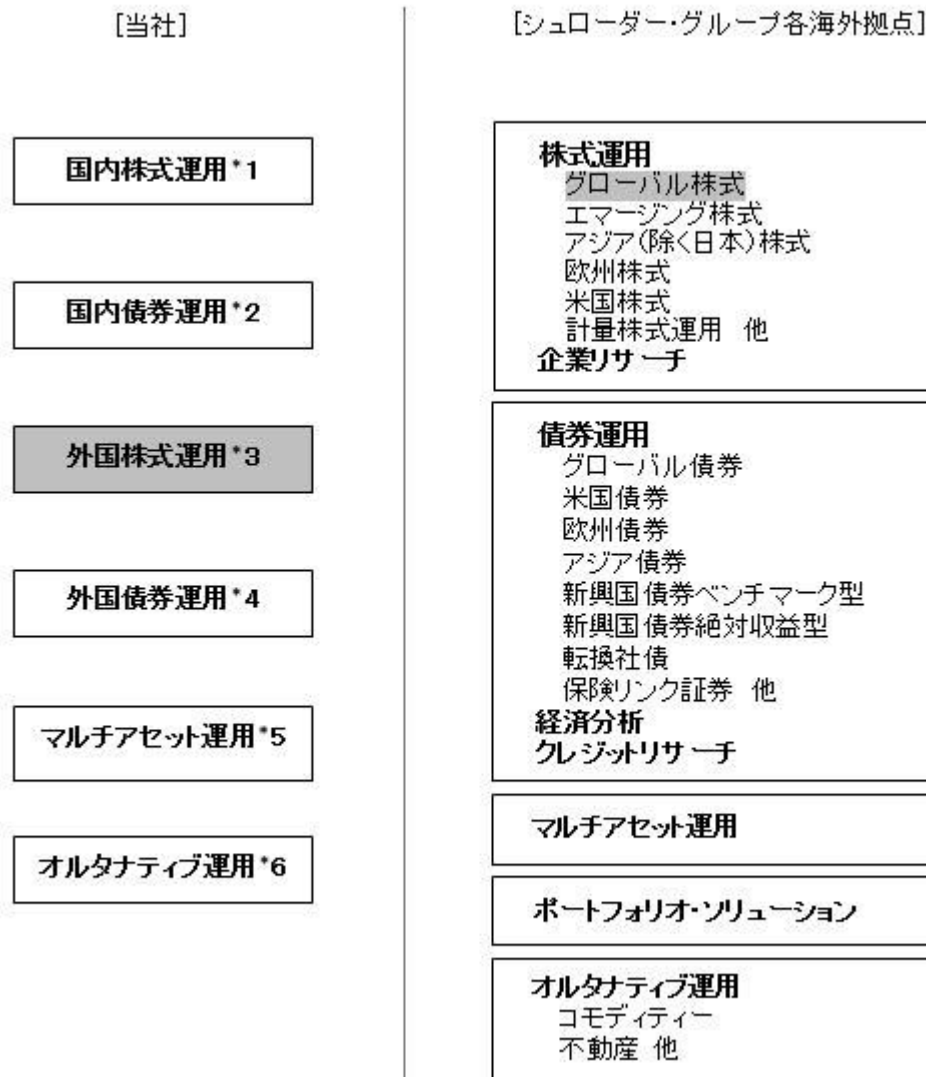 [当社]
国内株式運用*1
国内債券運用*2
外国株式運用*3
外国債券運用*4
マルチアセット運用*5
オルタナティブ運用*6
[シュローダー・グループ各海外拠点]
株式運用
グローバル株式
エマージング株式
アジア(除く日本)株式
欧州株式
米国株式
計量株式運用 他
企業リサーチ
債券運用
グローバル債券
米国債券
欧州債券
アジア債券
新興国債券ベンチマーク型
新興国債券絶対収益型
転換社債
保険リンク証券 他
経済分析
クレジットリサーチ
マルチアセット運用
ポートフォリオ・ソリューション
オルタナティブ運用
コモディティー
不動産 他